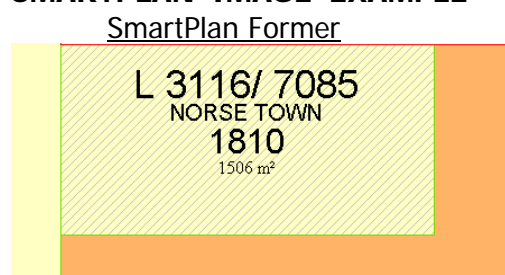 SMARTPLAN IMAGE EXAMPLE
SmartPlan Former
L 3116/ 7085
NORSE TOWN
1810
1506 m²